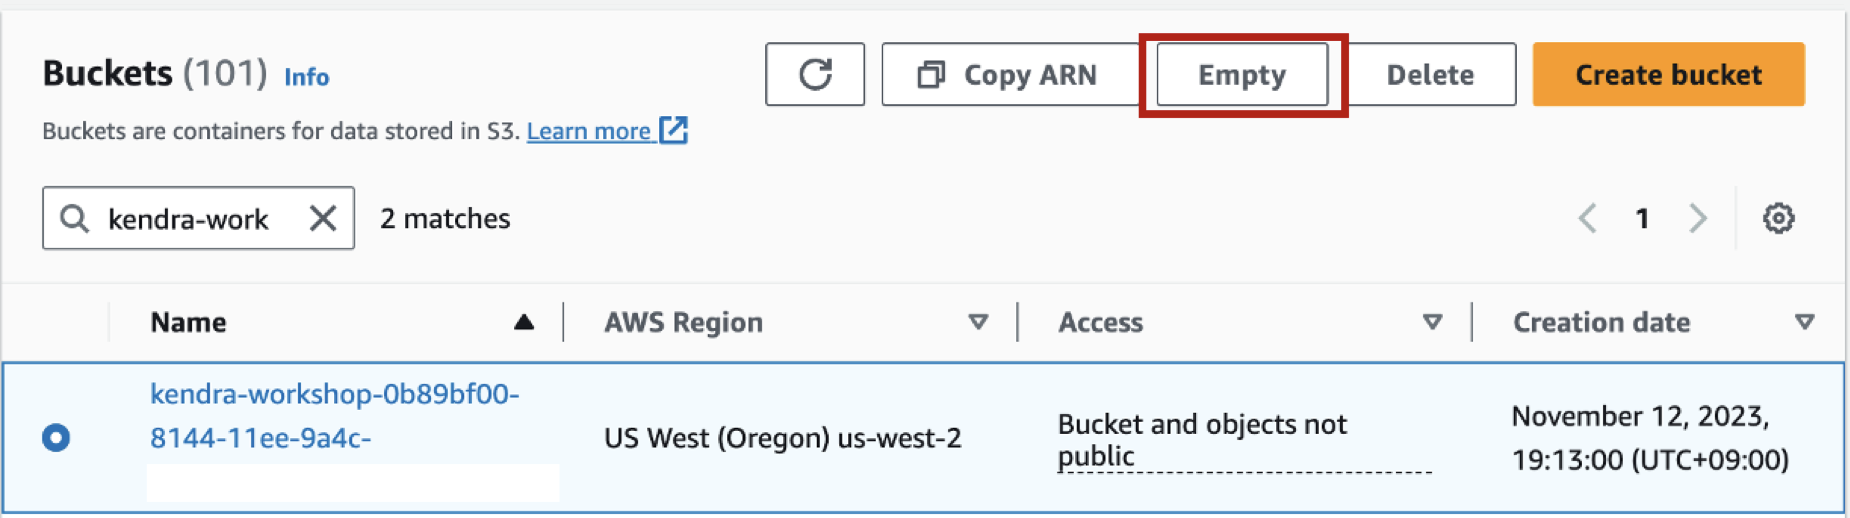 Buckets (101) Info
Copy ARN
Empty
Delete
Create bucket
Buckets are containers for data stored in S3. Learn more
kendra-work
2 matches
1
Name
AWS Region
Access
Creation date
kendra-workshop-0b89bf00-
8144-11ee-9a4c-
US West (Oregon) us-west-2
Bucket and objects not
public
November 12, 2023,
19:13:00 (UTC+09:00)